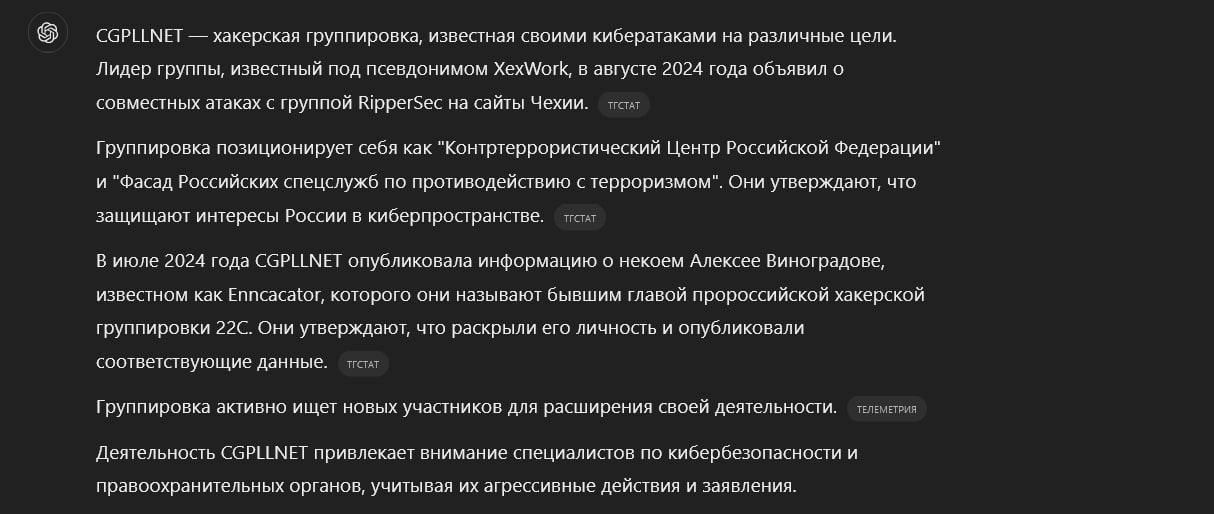 CGPLLNET — хакерская группировка, известная своими кибератаками на различные цели.
Лидер группы, известный под псевдонимом XexWork, в августе 2024 года объявил о
совместных атаках с группой RipperSec на сайты Чехии. ТГСТАТ
Группировка позиционирует себя как "Контртеррористический Центр Российской Федерации"
и "Фасад Российских спецслужб по противодействию с терроризмом". Они утверждают, что
защищают интересы России в киберпространстве. ТГСТАТ
В июле 2024 года CGPLLNET опубликовала информацию о некоем Алексее Виноградове,
известном как Enncacator, которого они называют бывшим главой пророссийской хакерской
группировки 22C. Они утверждают, что раскрыли его личность и опубликовали
соответствующие данные. ТГСТАТ
Группировка активно ищет новых участников для расширения своей деятельности. ТЕЛЕМЕТРИЯ
Деятельность CGPLLNET привлекает внимание специалистов по кибербезопасности и
правоохранительных органов, учитывая их агрессивные действия и заявления.